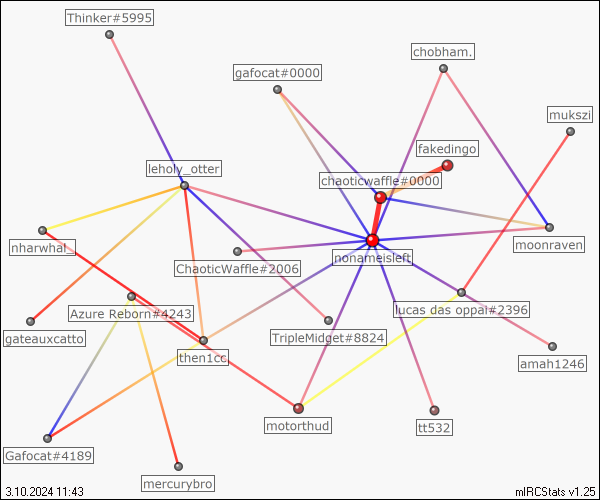 Thinker#5995
chobham.
gafocat#0000
mukszi
fakedingo
leholy_otter
chaoticwaffle#0000
nharwhal_
moonraven
nonameisleft
ChaoticWaffle#2006
Azure Reborn#4243
lucas das oppai#2396
gateauxcatto
TripleMidget#8824
then1cc
amah1246
motorthud
tt532
Gafocat#4189
mercurybro
3.10.2024 11:43
mIRCStats v1.25